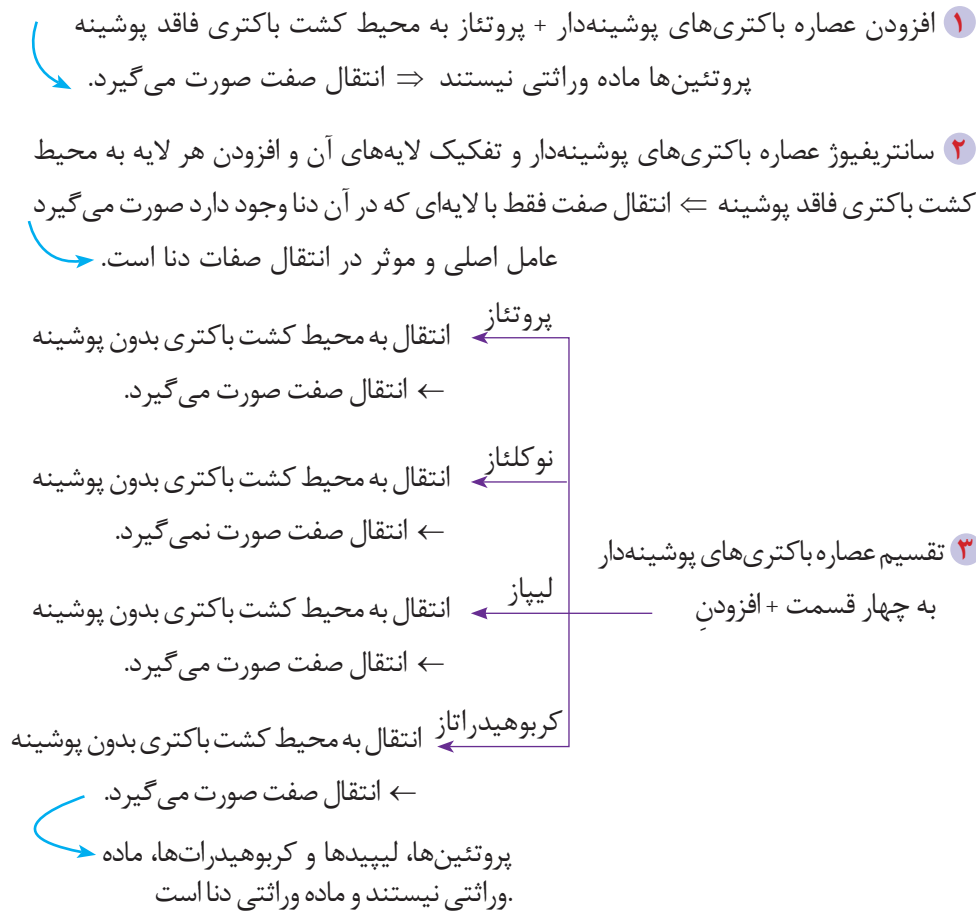 ۱ افزودن عصاره باکتری‌های پوشینه‌دار + پروتئاز به محیط کشت باکتری فاقد پوشینه
پروتئین‌ها ماده وراثتی نیستند ⇒ انتقال صفت صورت می‌گیرد.
۲ سانتریفیوژ عصاره باکتری‌های پوشینه‌دار و تفکیک لایه‌های آن و افزودن هر لایه به محیط
کشت باکتری فاقد پوشینه ⇐ انتقال صفت فقط با لایه‌ای که در آن دنا وجود دارد صورت می‌گیرد
عامل اصلی و موثر در انتقال صفات دنا است.
۳ تقسیم عصاره باکتری‌های پوشینه‌دار
به چهار قسمت + افزودنِ
پروتئاز
انتقال به محیط کشت باکتری بدون پوشینه
← انتقال صفت صورت می‌گیرد.
نوکلئاز
انتقال به محیط کشت باکتری بدون پوشینه
← انتقال صفت صورت نمی‌گیرد.
لیپاز
انتقال به محیط کشت باکتری بدون پوشینه
← انتقال صفت صورت می‌گیرد.
کربوهیدراتاز
انتقال به محیط کشت باکتری بدون پوشینه
← انتقال صفت صورت می‌گیرد.
پروتئین‌ها، لیپیدها و کربوهیدرات‌ها، ماده
.وراثتی نیستند و ماده وراثتی دنا است